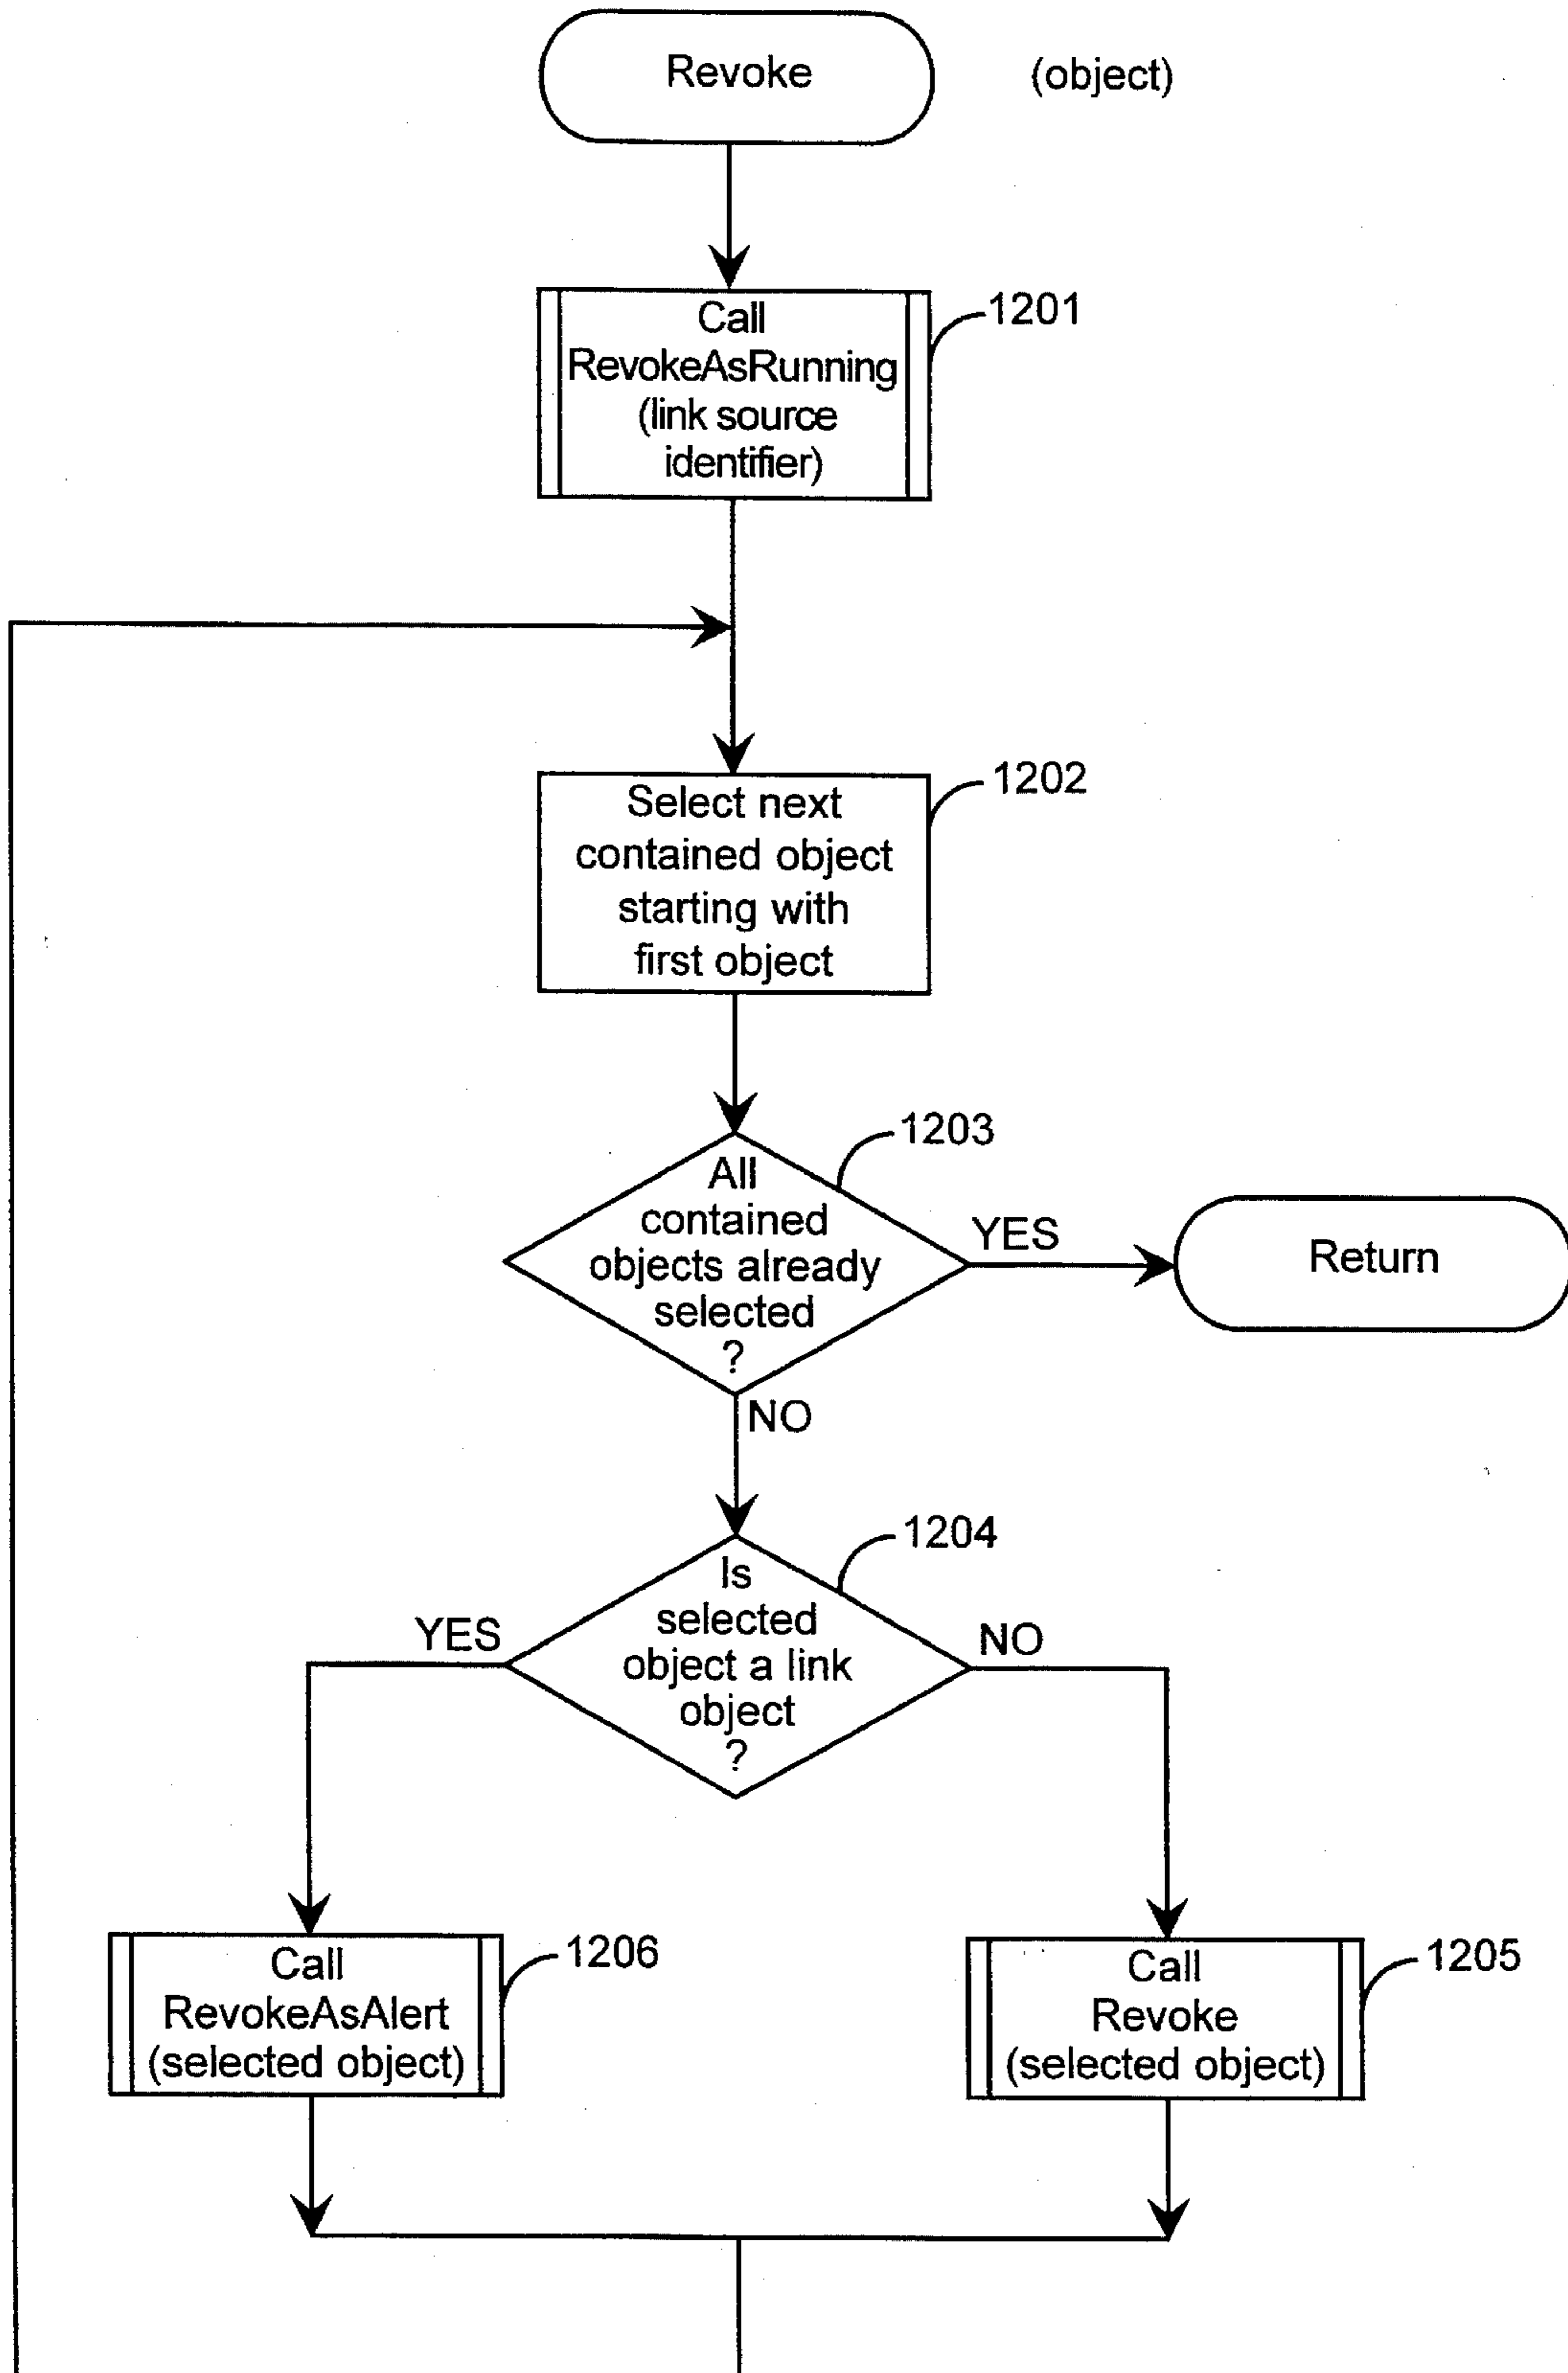 Revoke
(object)
Call
RevokeAsRunning
(link source
identifier)
1201
Select next
contained object
starting with
first object
1202
All
contained
objects already
selected
?
1203
YES
Return
NO
Is
selected
object a link
object
?
1204
YES
NO
Call
RevokeAsAlert
(selected object)
1206
Call
Revoke
(selected object)
1205